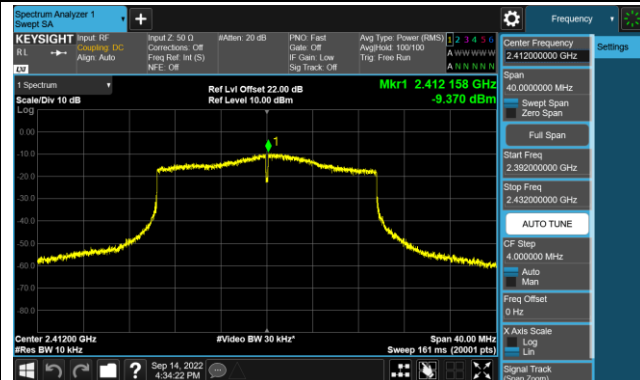 Spectrum Analyzer 1
Swept SA
Frequency
KEYSIGHT
Input: RF
Input Z: 50 Ω
#Atten: 20 dB
PNO: Fast
Avg Type: Power (RMS)
1 2 3 4 5 6
RL
Coupling: DC
Corrections: Off
Gate: Off
Avg|Hold: 100/100
A W W W W W
Align: Auto
Freq Ref: Int (S)
IF Gain: Low
Trig: Free Run
LXI
NFE: Off
Sig Track: Off
A N N N N N
1 Spectrum
Ref Lvl Offset 22.00 dB
Mkr1 2.412 158 GHz
Scale/Div 10 dB
Ref Level 10.00 dBm
-9.370 dBm
Log
1
0.00
-10.0
-20.0
-30.0
-40.0
-50.0
-60.0
-70.0
-80.0
Center 2.41200 GHz
#Video BW 30 kHz*
Span 40.00 MHz
#Res BW 10 kHz
Sweep 161 ms (20001 pts)
Sep 14, 2022
4:34:22 PM
Center Frequency
2.412000000 GHz
Settings
Span
40.0000000 MHz
Swept Span
Zero Span
Full Span
Start Freq
2.392000000 GHz
Stop Freq
2.432000000 GHz
AUTO TUNE
CF Step
4.000000 MHz
Auto
Man
Freq Offset
0 Hz
X Axis Scale
Log
Lin
Signal Track
(Span Zoom)